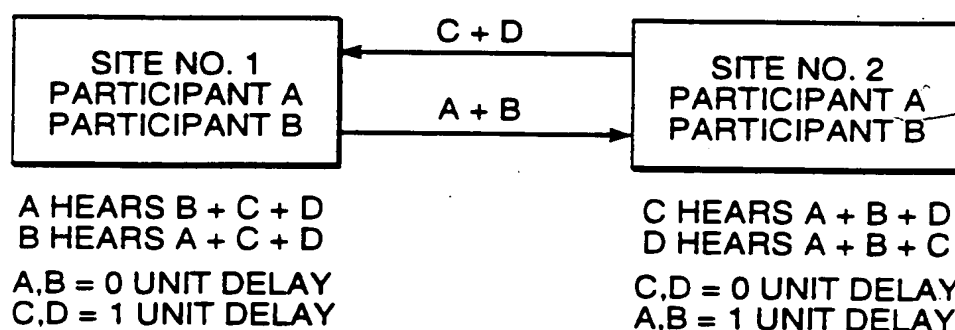 C + D
SITE NO. 1
PARTICIPANT A
PARTICIPANT B
A + B
SITE NO. 2
PARTICIPANT A
PARTICIPANT B
A HEARS B + C + D
B HEARS A + C + D
A,B = 0 UNIT DELAY
C,D = 1 UNIT DELAY
C HEARS A + B + D
D HEARS A + B + C
C,D = 0 UNIT DELAY
A,B = 1 UNIT DELAY